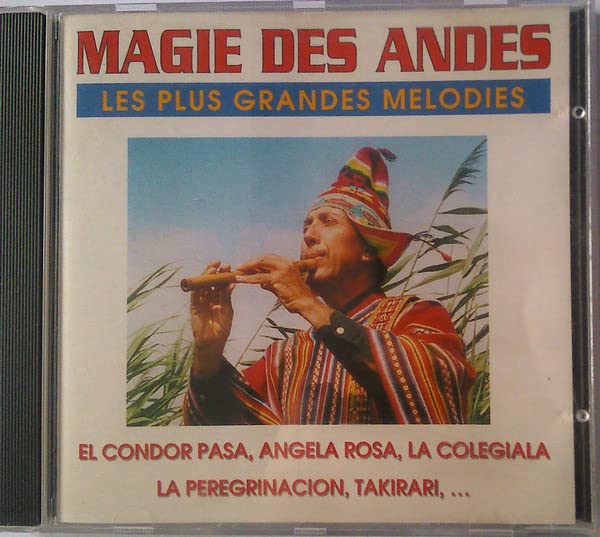 MAGIE DES ANDES
LES PLUS GRANDES MELODIES
EL CONDOR PASA, ANGELA ROSA, LA COLEGIALA
LA PEREGRINACION, TAKIRARI, ...